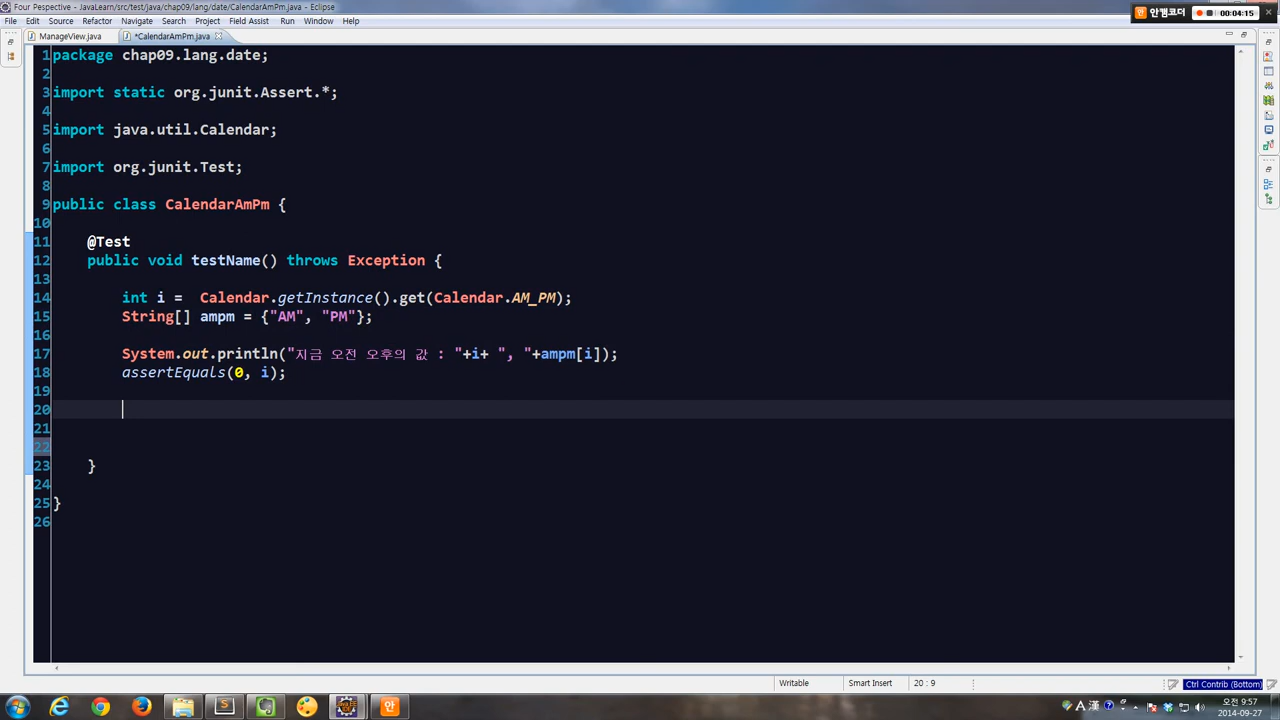 Four Pespective - JavaLearn/src/test/java/chap09/lang/date/CalendarAmPm.java - Eclipse
안캠코더 00:04:15
File Edit Source Refactor Navigate Search Project Field Assist Run Window Help
ManageView.java *CalendarAmPm.java
1 package chap09.lang.date;
2
3 import static org.junit.Assert.*;
4
5 import java.util.Calendar;
6
7 import org.junit.Test;
8
9 public class CalendarAmPm {
10
11 @Test
12 public void testName() throws Exception {
13
14 int i =  Calendar.getInstance().get(Calendar.AM_PM);
15 String[] ampm = {"AM", "PM"};
16
17 System.out.println("지금 오전 오후의 값 : "+i+ ", "+ampm[i]);
18 assertEquals(0, i);
19
20
21
22
23 }
24
25 }
26
Writable Smart Insert 20 : 9 Ctrl Contrib (Bottom)
안 A 漢 오전 9:57
2014-09-27